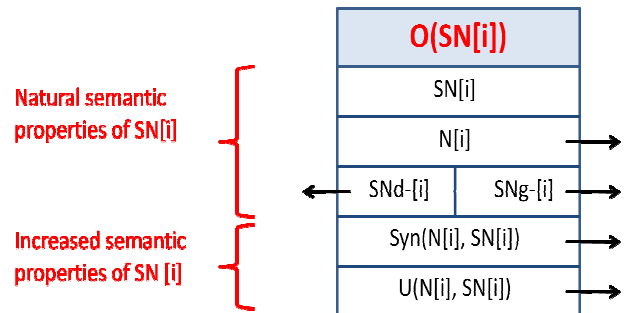 O(SN[i])
Natural semantic
properties of SN[i]
SN[i]
N[i]
SNd-[i] SNg-[i]
Increased semantic
properties of SN [i]
Syn(N[i], SN[i])
U(N[i], SN[i])